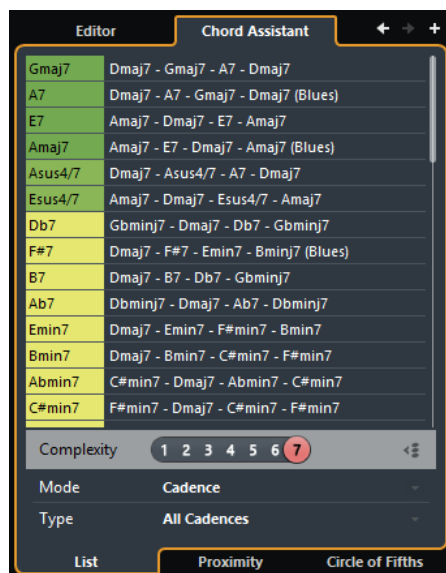 Editor Chord Assistant
Gmaj7 Dmaj7 - Gmaj7 - A7 - Dmaj7
A7 Dmaj7 - A7 - Gmaj7 - Dmaj7 (Blues)
E7 Amaj7 - Dmaj7 - E7 - Amaj7
Amaj7 Amaj7 - E7 - Dmaj7 - Amaj7 (Blues)
Asus4/7 Dmaj7 - Asus4/7 - A7 - Dmaj7
Esus4/7 Amaj7 - Dmaj7 - Esus4/7 - Amaj7
Db7 Gbminj7 - Dmaj7 - Db7 - Gbminj7
F#7 Dmaj7 - F#7 - Emin7 - Bminj7 (Blues)
B7 Dmaj7 - B7 - Db7 - Gbminj7
Ab7 Dbminj7 - Dmaj7 - Ab7 - Dbminj7
Emin7 Dmaj7 - Emin7 - F#min7 - Bmin7
Bmin7 Dmaj7 - Bmin7 - C#min7 - F#min7
Abmin7 C#min7 - Dmaj7 - Abmin7 - C#min7
C#min7 F#min7 - Dmaj7 - C#min7 - F#min7
Complexity 1 2 3 4 5 6 7
Mode Cadence
Type All Cadences
List Proximity Circle of Fifths